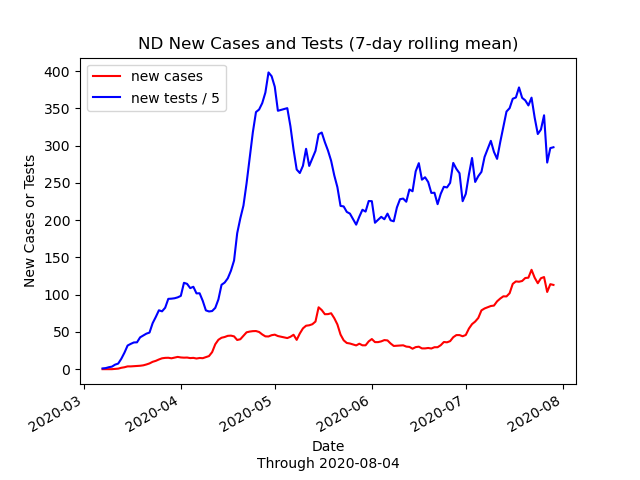 ND New Cases and Tests (7-day rolling mean)
new cases
new tests / 5
400
350
300
250
200
150
100
50
0
New Cases or Tests
2020-03
2020-04
2020-05
2020-06
2020-07
2020-08
Date
Through 2020-08-04